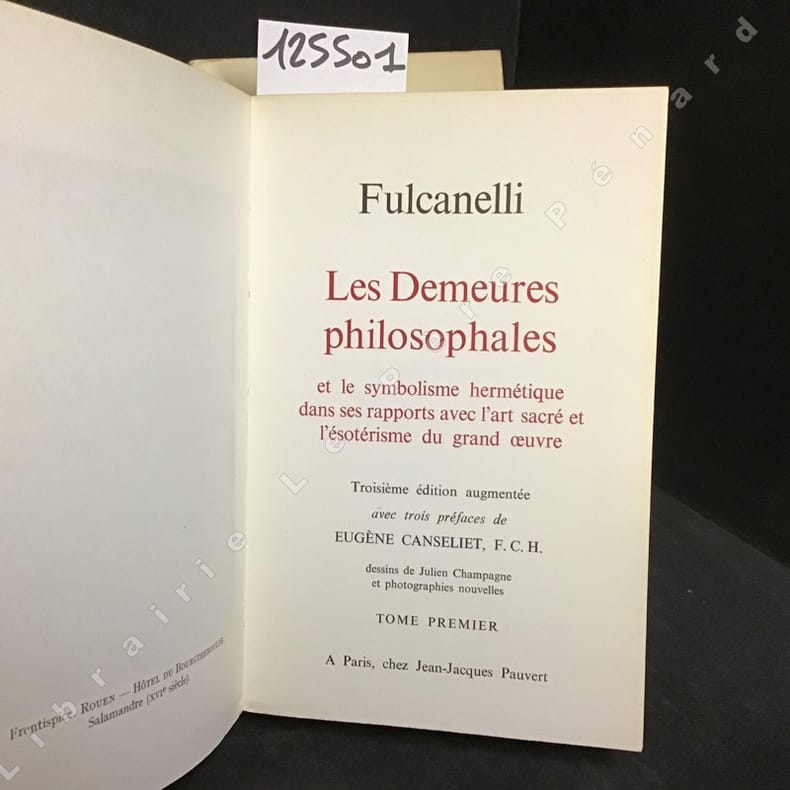 125501
Fulcanelli
Les Demeures
philosophales
et le symbolisme hermétique
dans ses rapports avec l'art sacré et
l'ésotérisme du grand œuvre
Troisième édition augmentée
avec trois préfaces de
EUGÈNE CANSELIET, F. C. H.
dessins de Julien Champagne
et photographies nouvelles
TOME PREMIER
A Paris, chez Jean-Jacques Pauvert
Frontispice. ROUEN — HÔTEL DU BOURGTHEROULDE
Salamandre (XVIe siècle).
Librairie Le Père Pénard